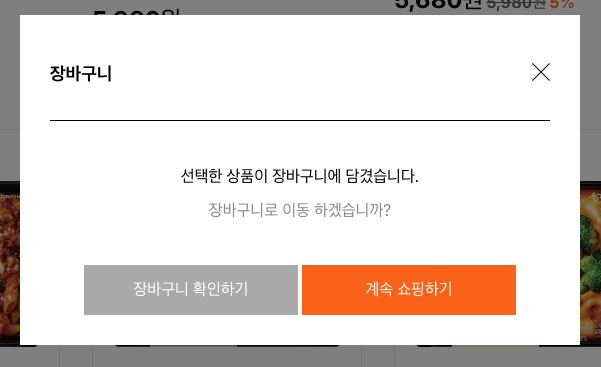 5,680원 5,980원 5%
장바구니
선택한 상품이 장바구니에 담겼습니다.
장바구니로 이동 하겠습니까?
장바구니 확인하기
계속 쇼핑하기